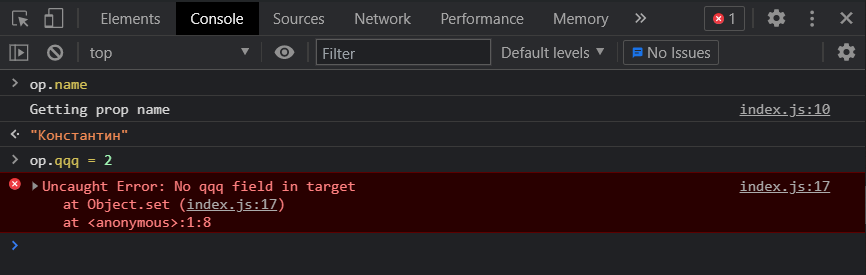 Elements Console Sources Network Performance Memory » 1
top Filter Default levels No Issues
> op.name
Getting prop name index.js:10
"Константин"
> op.qqq = 2
Uncaught Error: No qqq field in target index.js:17
at Object.set (index.js:17)
at <anonymous>:1:8
>